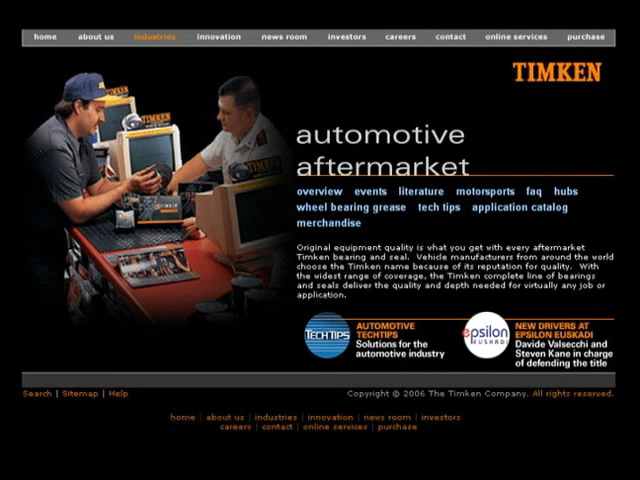 home about us industries innovation news room investors careers contact online services purchase
TIMKEN
TIMKEN
TIMKEN
TIMKEN
automotive
aftermarket
overview events literature motorsports faq hubs
wheel bearing grease tech tips application catalog
merchandise
Original equipment quality is what you get with every aftermarket
Timken bearing and seal. Vehicle manufacturers from around the world
choose the Timken name because of its reputation for quality. With
the widest range of coverage, the Timken complete line of bearings
and seals deliver the quality and depth needed for virtually any job or
application.
TECHTIPS
AUTOMOTIVE
TECHTIPS
Solutions for the
automotive industry
epsilon
EUSKADI
NEW DRIVERS AT
EPSILON EUSKADI
Davide Valsecchi and
Steven Kane in charge
of defending the title
Search | Sitemap | Help
Copyright © 2006 The Timken Company. All rights reserved.
home | about us | industries | innovation | news room | investors
careers | contact | online services | purchase